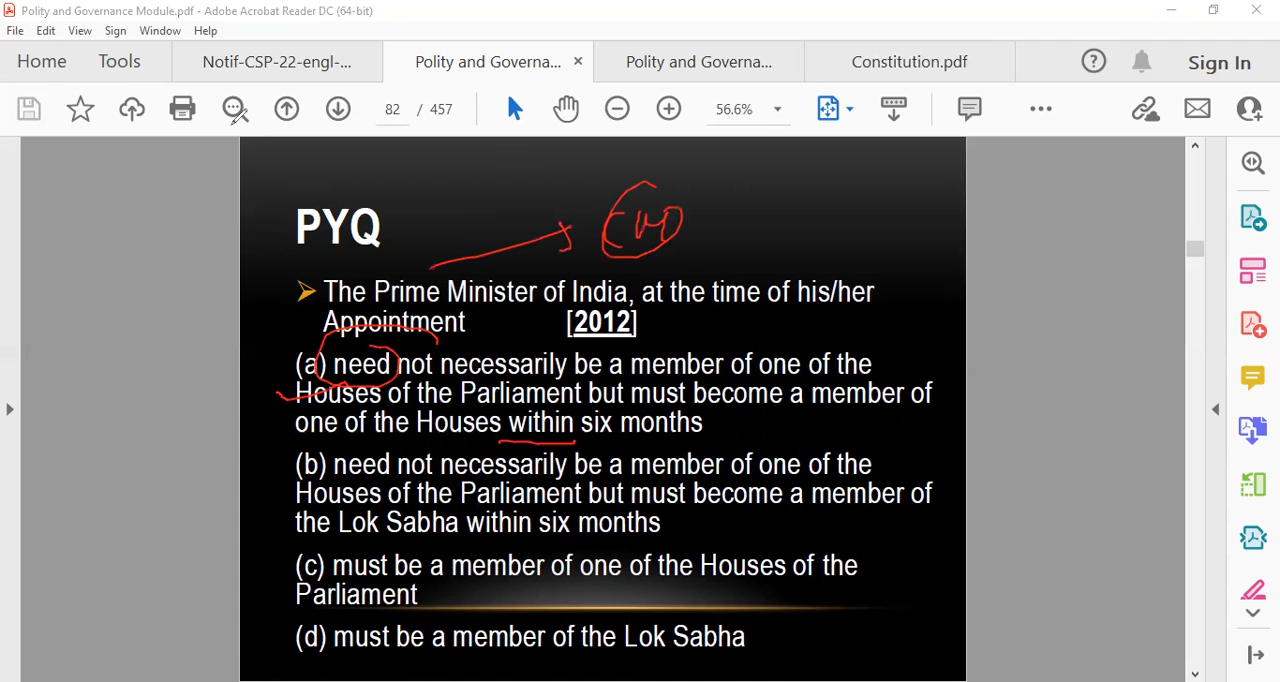 Polity and Governance Module.pdf - Adobe Acrobat Reader DC (64-bit)
File Edit View Sign Window Help
Home Tools Notif-CSP-22-engl-... Polity and Governa... × Polity and Governa... Constitution.pdf Sign In
82 / 457 56.6%
PYQ
The Prime Minister of India, at the time of his/her
Appointment [2012]
(a) need not necessarily be a member of one of the
Houses of the Parliament but must become a member of
one of the Houses within six months
(b) need not necessarily be a member of one of the
Houses of the Parliament but must become a member of
the Lok Sabha within six months
(c) must be a member of one of the Houses of the
Parliament
(d) must be a member of the Lok Sabha